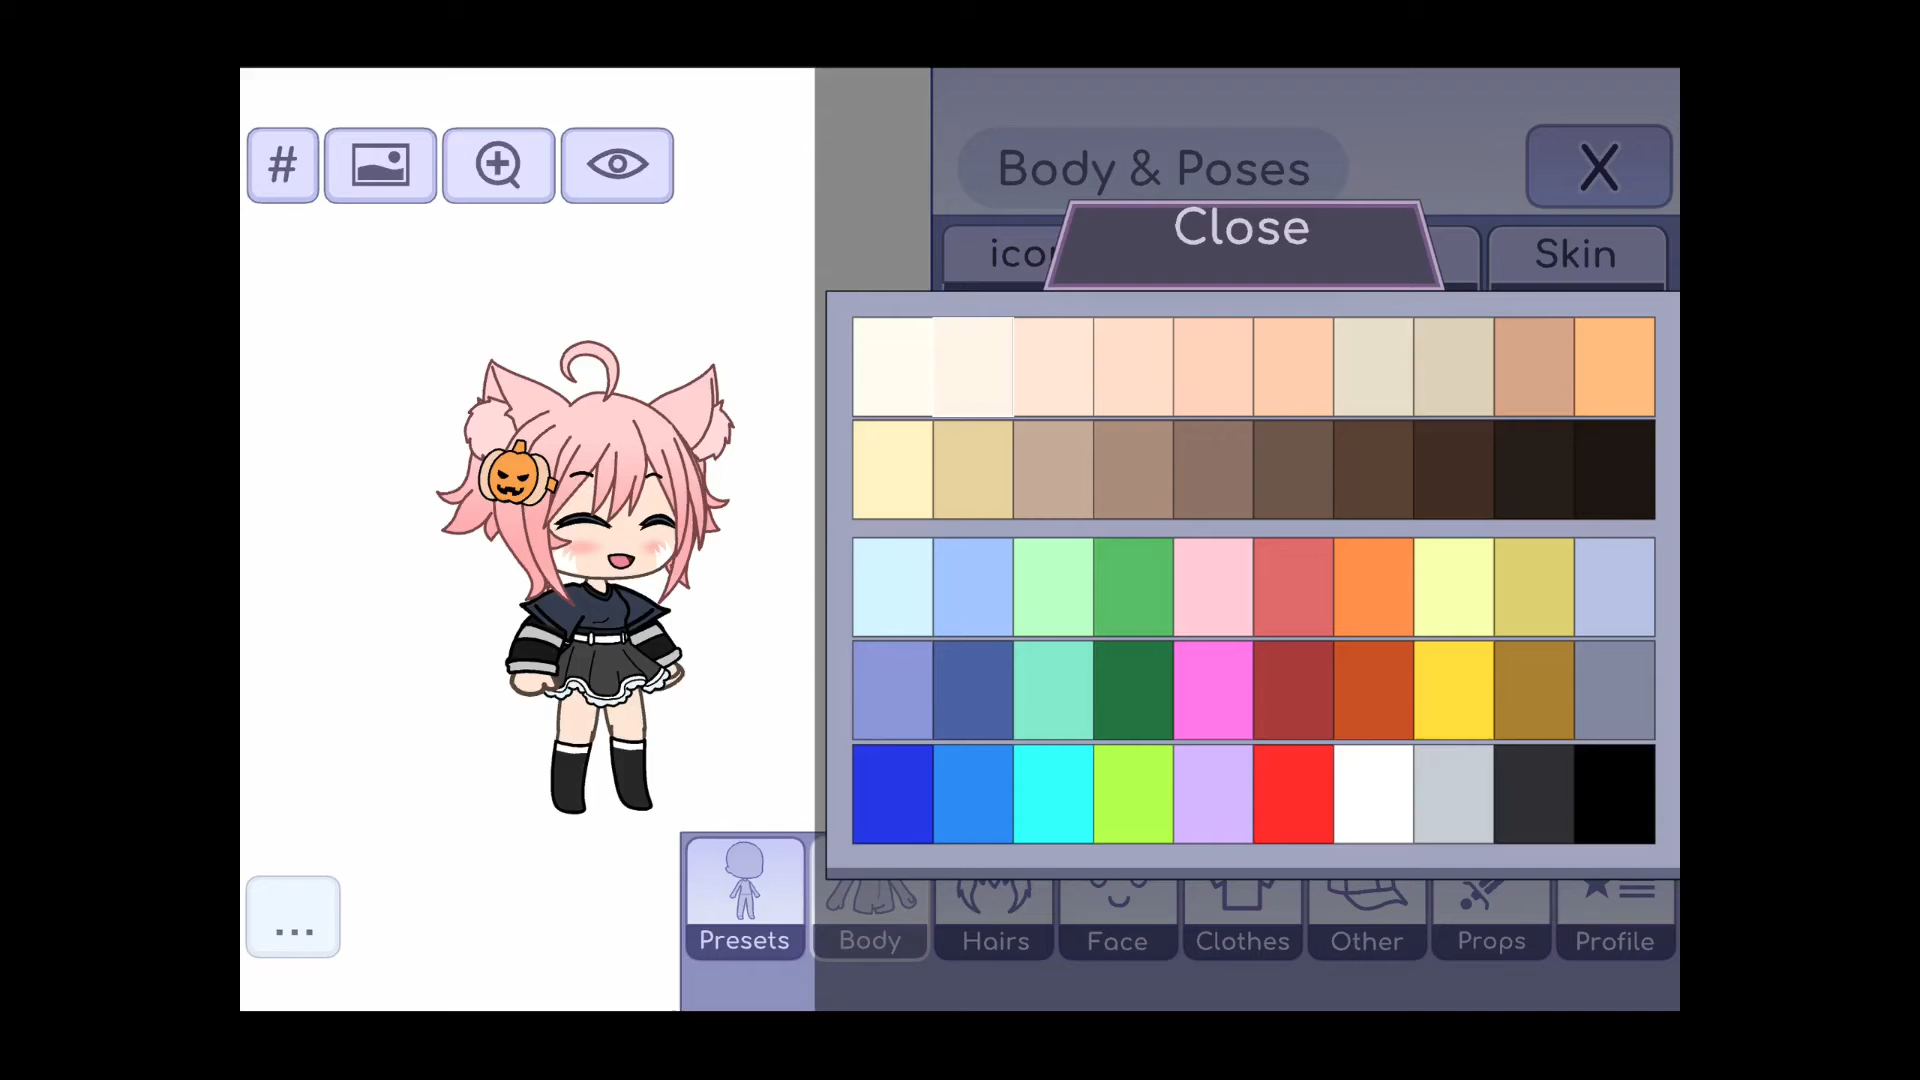 #
Body & Poses
X
Close
Skin
...
Presets
Body
Hairs
Face
Clothes
Other
Props
Profile